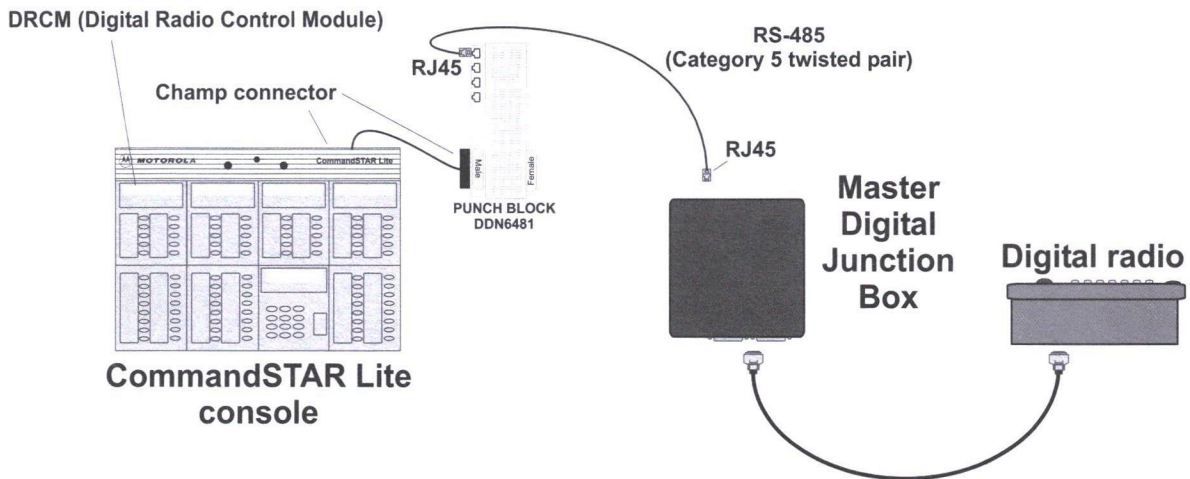 DRCM (Digital Radio Control Module)
RJ45
RS-485
(Category 5 twisted pair)
Champ connector
MOTOROLA
CommandSTAR Lite
Male
Female
PUNCH BLOCK
DDN6481
RJ45
Master
Digital
Junction
Box
Digital radio
CommandSTAR Lite
console